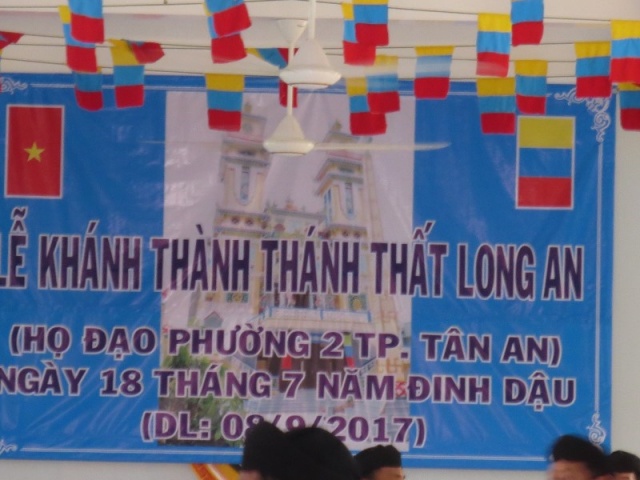 LỄ KHÁNH THÀNH THÁNH THẤT LONG AN
(HỌ ĐẠO PHƯỜNG 2 TP. TÂN AN)
NGÀY 18 THÁNG 7 NĂM ĐINH DẬU
(DL: 08/9/2017)